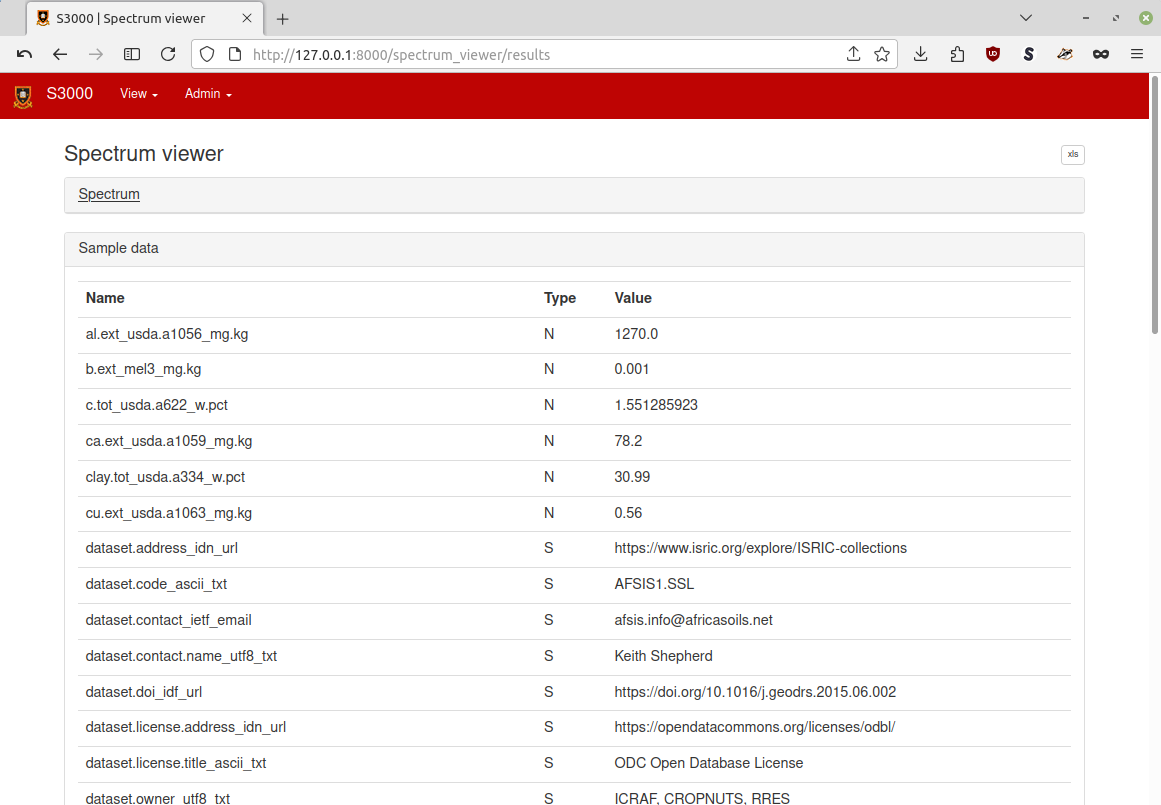 S3000 | Spectrum viewer
http://127.0.0.1:8000/spectrum_viewer/results
S3000 View Admin
Spectrum viewer xls
Spectrum
Sample data
Name Type Value
al.ext_usda.a1056_mg.kg N 1270.0
b.ext_mel3_mg.kg N 0.001
c.tot_usda.a622_w.pct N 1.551285923
ca.ext_usda.a1059_mg.kg N 78.2
clay.tot_usda.a334_w.pct N 30.99
cu.ext_usda.a1063_mg.kg N 0.56
dataset.address_idn_url S https://www.isric.org/explore/ISRIC-collections
dataset.code_ascii_txt S AFSIS1.SSL
dataset.contact_ietf_email S afsis.info@africasoils.net
dataset.contact.name_utf8_txt S Keith Shepherd
dataset.doi_idf_url S https://doi.org/10.1016/j.geodrs.2015.06.002
dataset.license.address_idn_url S https://opendatacommons.org/licenses/odbl/
dataset.license.title_ascii_txt S ODC Open Database License
dataset.owner_utf8_txt S ICRAF, CROPNUTS, RRES